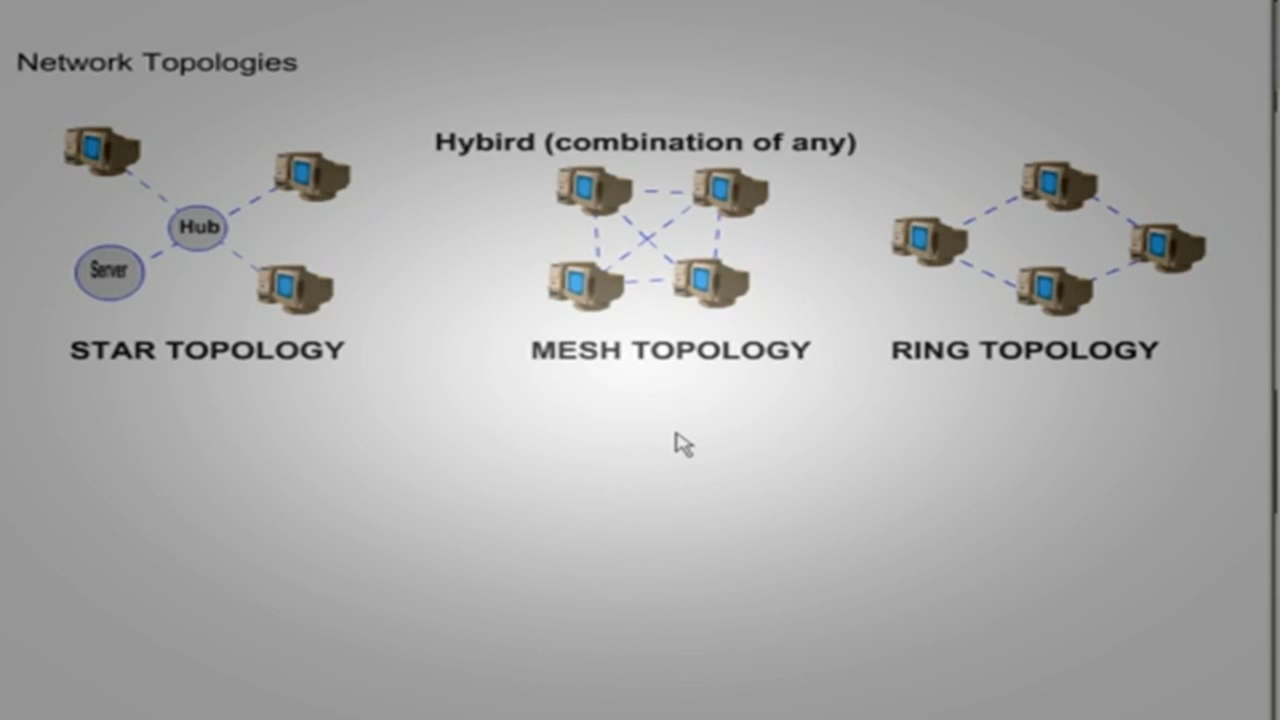 Network Topologies
Hybird (combination of any)
Hub
Server
STAR TOPOLOGY
MESH TOPOLOGY
RING TOPOLOGY